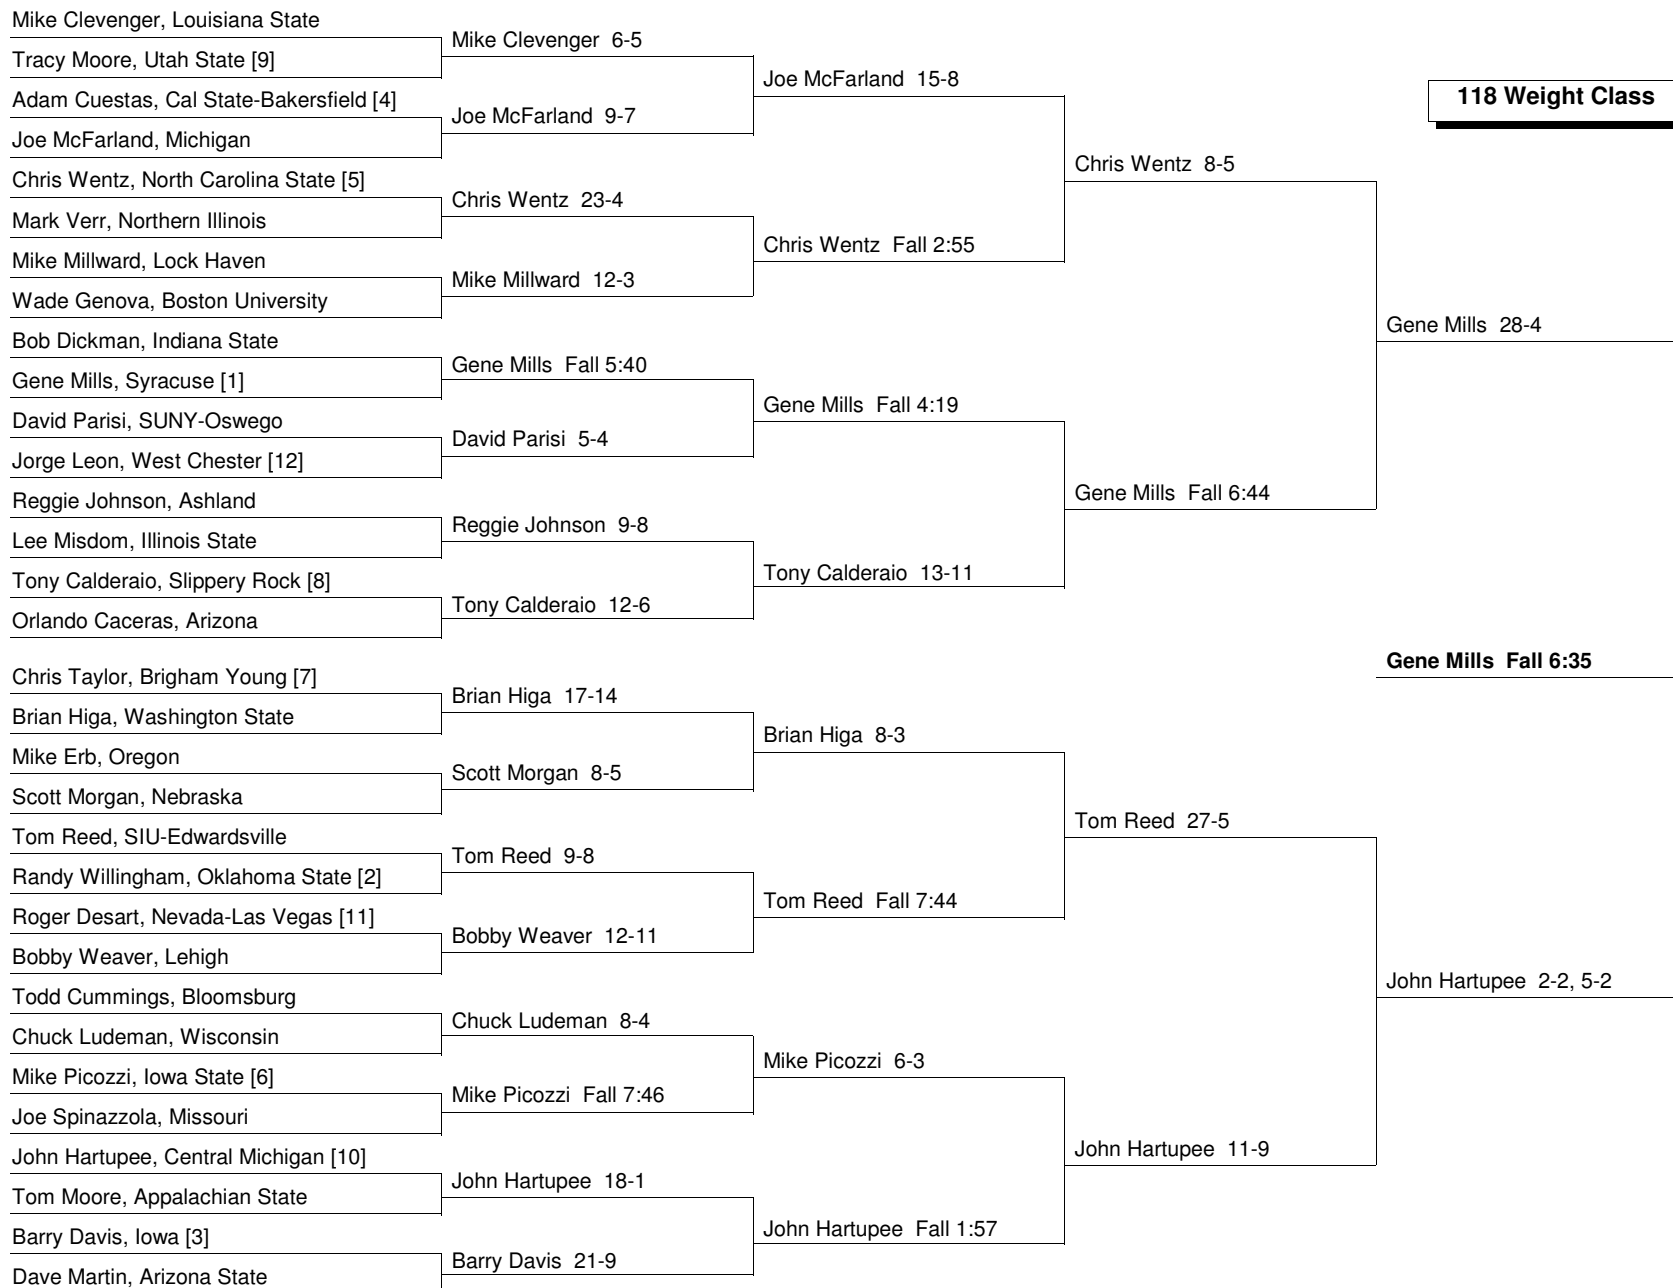 118 Weight Class
Mike Clevenger, Louisiana State
Tracy Moore, Utah State [9]
Adam Cuestas, Cal State-Bakersfield [4]
Joe McFarland, Michigan
Chris Wentz, North Carolina State [5]
Mark Verr, Northern Illinois
Mike Millward, Lock Haven
Wade Genova, Boston University
Bob Dickman, Indiana State
Gene Mills, Syracuse [1]
David Parisi, SUNY-Oswego
Jorge Leon, West Chester [12]
Reggie Johnson, Ashland
Lee Misdom, Illinois State
Tony Calderaio, Slippery Rock [8]
Orlando Caceras, Arizona
Chris Taylor, Brigham Young [7]
Brian Higa, Washington State
Mike Erb, Oregon
Scott Morgan, Nebraska
Tom Reed, SIU-Edwardsville
Randy Willingham, Oklahoma State [2]
Roger Desart, Nevada-Las Vegas [11]
Bobby Weaver, Lehigh
Todd Cummings, Bloomsburg
Chuck Ludeman, Wisconsin
Mike Picozzi, Iowa State [6]
Joe Spinazzola, Missouri
John Hartupee, Central Michigan [10]
Tom Moore, Appalachian State
Barry Davis, Iowa [3]
Dave Martin, Arizona State
Mike Clevenger 6-5
Joe McFarland 9-7
Chris Wentz 23-4
Mike Millward 12-3
Gene Mills Fall 5:40
David Parisi 5-4
Reggie Johnson 9-8
Tony Calderaio 12-6
Brian Higa 17-14
Scott Morgan 8-5
Tom Reed 9-8
Bobby Weaver 12-11
Chuck Ludeman 8-4
Mike Picozzi Fall 7:46
John Hartupee 18-1
Barry Davis 21-9
Joe McFarland 15-8
Chris Wentz Fall 2:55
Gene Mills Fall 4:19
Tony Calderaio 13-11
Brian Higa 8-3
Tom Reed Fall 7:44
Mike Picozzi 6-3
John Hartupee Fall 1:57
Chris Wentz 8-5
Gene Mills Fall 6:44
Tom Reed 27-5
John Hartupee 11-9
Gene Mills 28-4
John Hartupee 2-2, 5-2
Gene Mills Fall 6:35